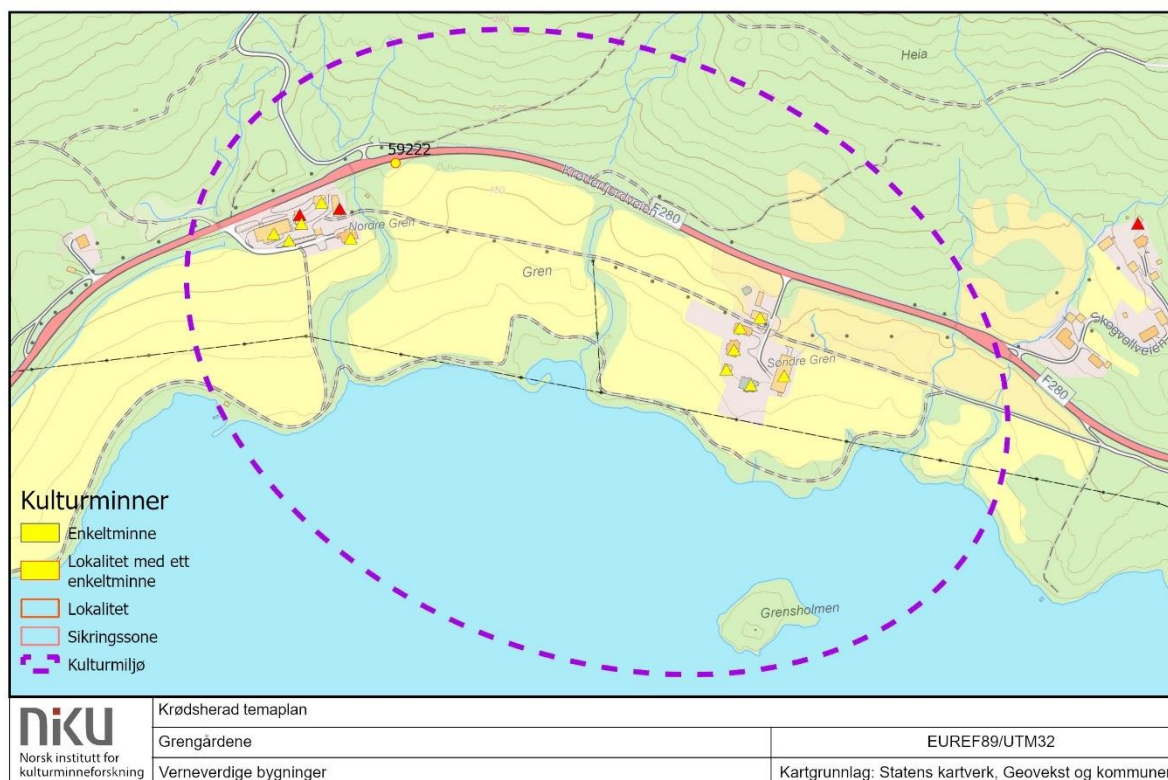 Heia
59222
Krøderfjordveien
F280
Nordre Gren
Gren
Søndre Gren
Skogvollveien
F280
Grensholmen
Kulturminner
Enkeltminne
Lokalitet med ett
enkeltminne
Lokalitet
Sikringssone
Kulturmiljø
niku
Norsk institutt for
kulturminneforskning
Krødsherad temaplan
Grengårdene
EUREF89/UTM32
Verneverdige bygninger
Kartgrunnlag: Statens kartverk, Geovekst og kommuner